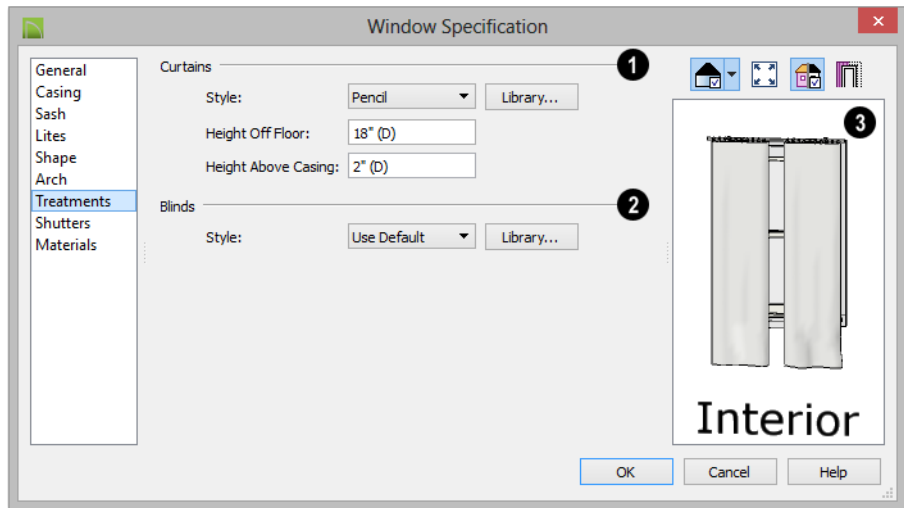 Window Specification
General
Casing
Sash
Lites
Shape
Arch
Treatments
Shutters
Materials
Curtains 1
Style: Pencil Library...
Height Off Floor: 18" (D)
Height Above Casing: 2" (D)
Blinds 2
Style: Use Default Library...
3
Interior
OK Cancel Help